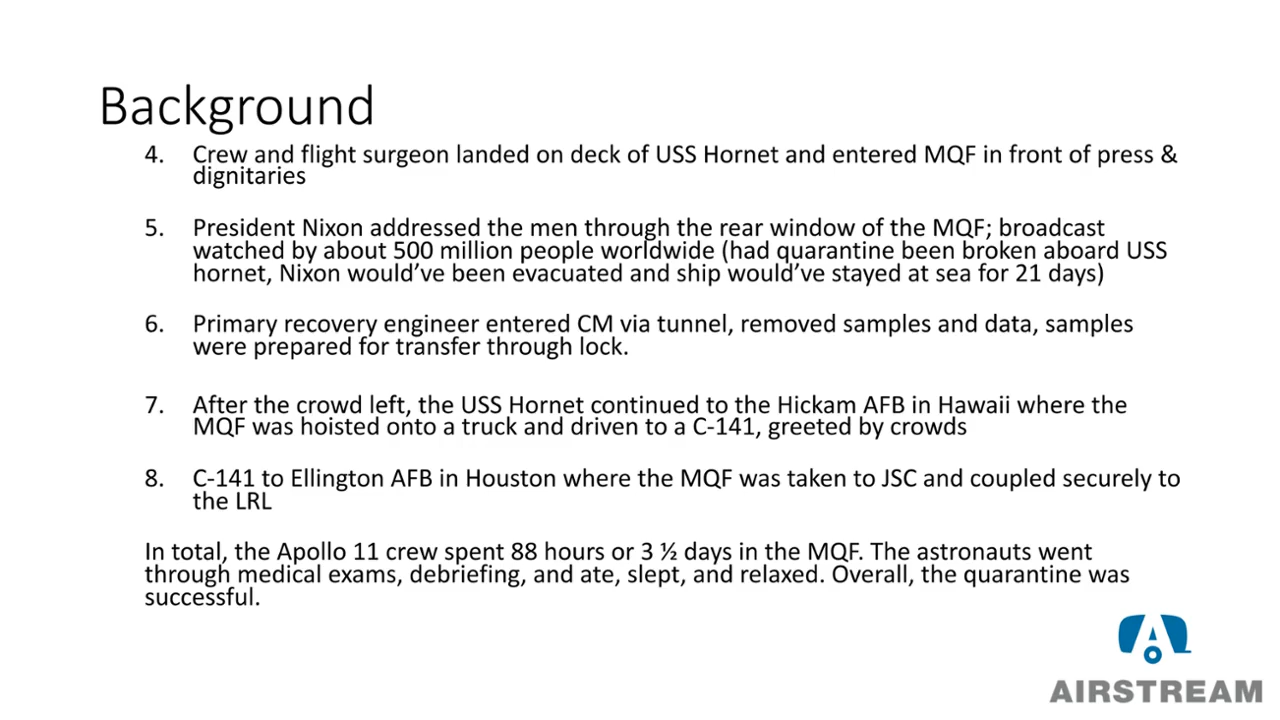 Background
4. Crew and flight surgeon landed on deck of USS Hornet and entered MQF in front of press &
dignitaries
5. President Nixon addressed the men through the rear window of the MQF; broadcast
watched by about 500 million people worldwide (had quarantine been broken aboard USS
hornet, Nixon would’ve been evacuated and ship would’ve stayed at sea for 21 days)
6. Primary recovery engineer entered CM via tunnel, removed samples and data, samples
were prepared for transfer through lock.
7. After the crowd left, the USS Hornet continued to the Hickam AFB in Hawaii where the
MQF was hoisted onto a truck and driven to a C-141, greeted by crowds
8. C-141 to Ellington AFB in Houston where the MQF was taken to JSC and coupled securely to
the LRL
In total, the Apollo 11 crew spent 88 hours or 3 ½ days in the MQF. The astronauts went
through medical exams, debriefing, and ate, slept, and relaxed. Overall, the quarantine was
successful.
AIRSTREAM